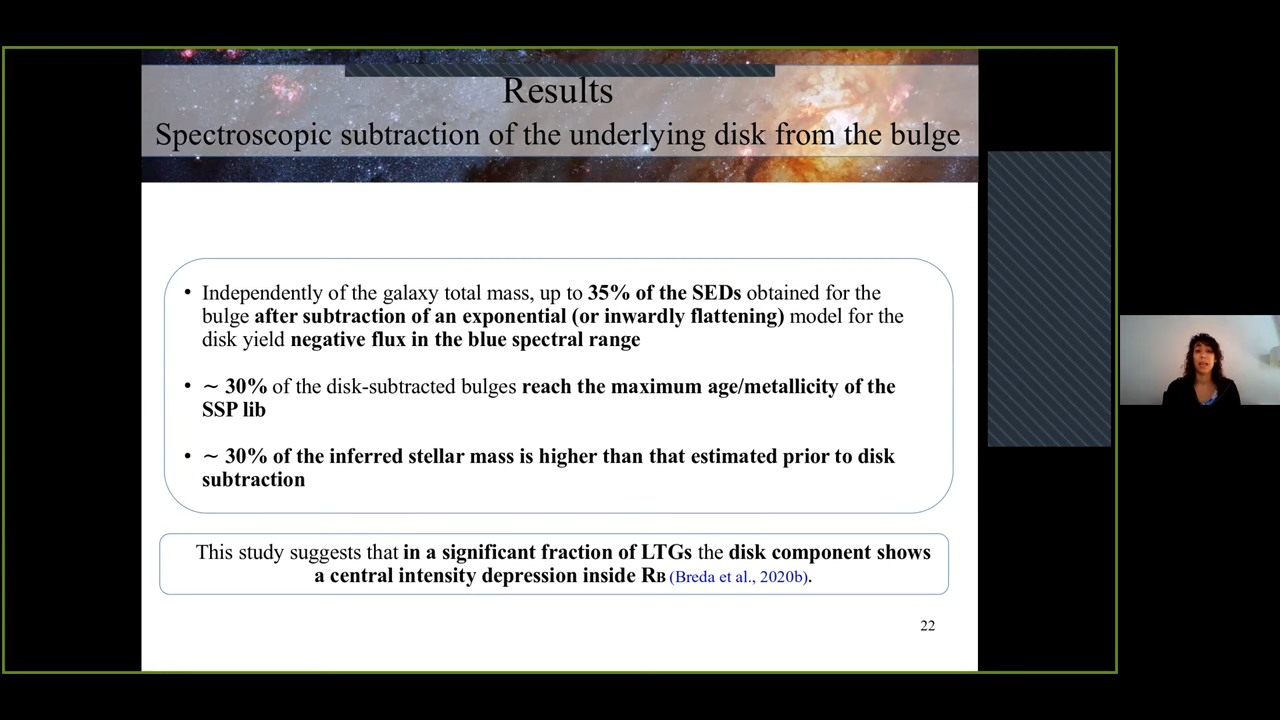 Results
Spectroscopic subtraction of the underlying disk from the bulge
• Independently of the galaxy total mass, up to 35% of the SEDs obtained for the
bulge after subtraction of an exponential (or inwardly flattening) model for the
disk yield negative flux in the blue spectral range
• ∼ 30% of the disk-subtracted bulges reach the maximum age/metallicity of the
SSP lib
• ∼ 30% of the inferred stellar mass is higher than that estimated prior to disk
subtraction
This study suggests that in a significant fraction of LTGs the disk component shows
a central intensity depression inside RB (Breda et al., 2020b).
22